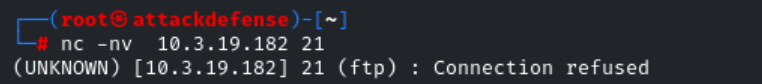 ┌──(root㉿attackdefense)-[~]
└─# nc -nv  10.3.19.182 21
(UNKNOWN) [10.3.19.182] 21 (ftp) : Connection refused